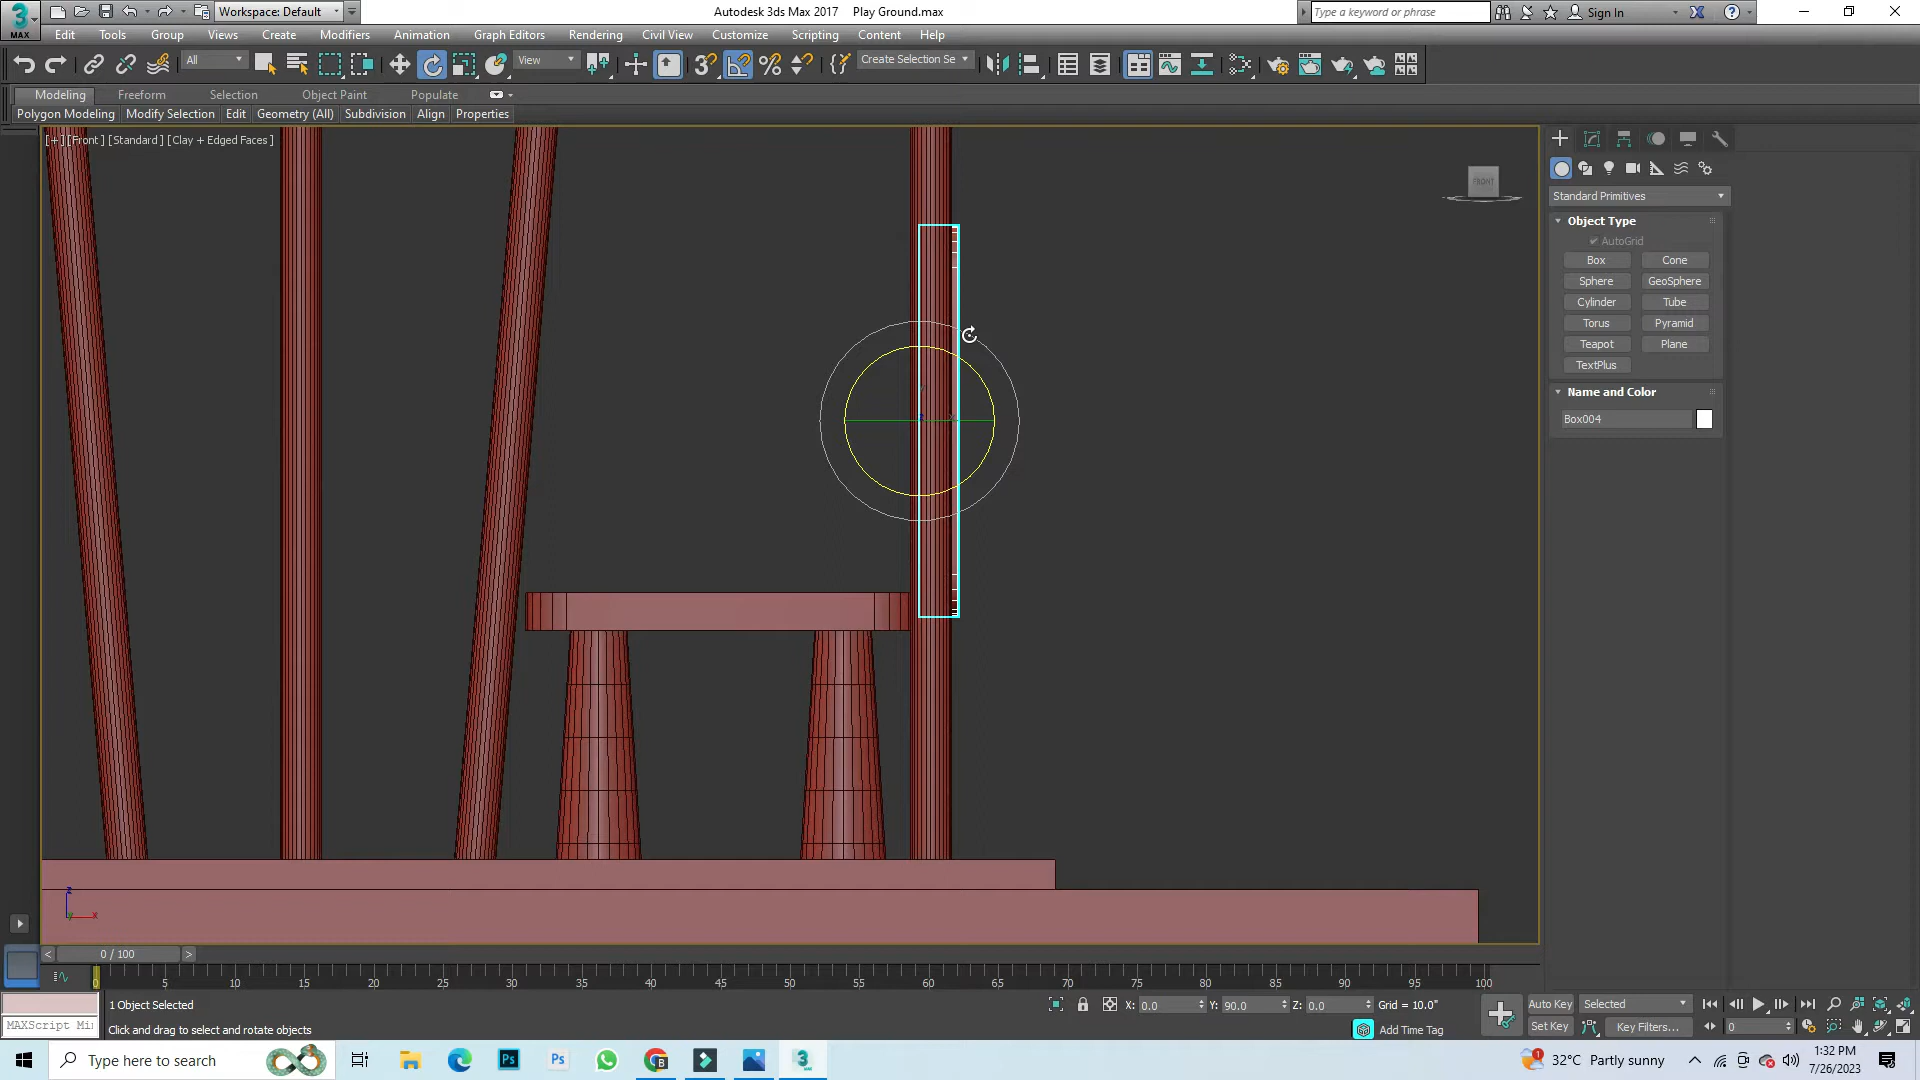 Workspace: Default
Autodesk 3ds Max 2017    Play Ground.max
Type a keyword or phrase
Sign In
3
MAX
Edit Tools Group Views Create Modifiers Animation Graph Editors Rendering Civil View Customize Scripting Content Help
All
View
Create Selection Se
Modeling Freeform Selection Object Paint Populate
Polygon Modeling Modify Selection Edit Geometry (All) Subdivision Align Properties
[+] [Front] [Standard] [Clay + Edged Faces]
FRONT
Standard Primitives
Object Type
AutoGrid
Box Cone
Sphere GeoSphere
Cylinder Tube
Torus Pyramid
Teapot Plane
TextPlus
Name and Color
Box004
z
x
0 / 100
0 5 10 15 20 25 30 35 40 45 50 55 60 65 70 75 80 85 90 95 100
1 Object Selected
X: 0.0 Y: 90.0 Z: 0.0 Grid = 10.0"
Auto Key Selected
MAXScript Mi
Click and drag to select and rotate objects
Add Time Tag
Set Key Key Filters... 0
Type here to search
32°C Partly sunny
1:32 PM
7/26/2023